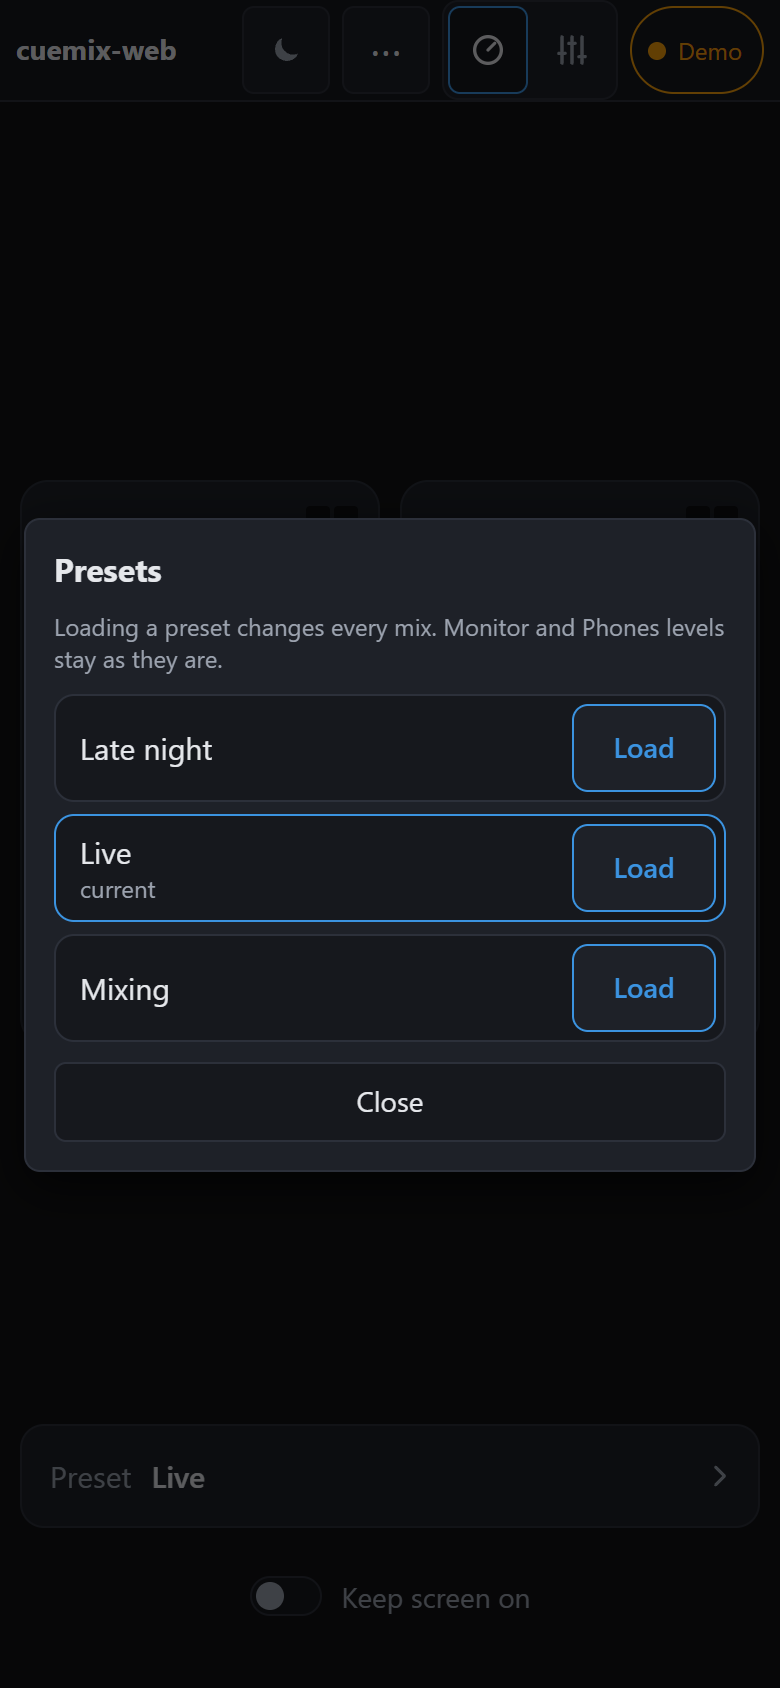 cuemix-web
Demo
Presets
Loading a preset changes every mix. Monitor and Phones levels
stay as they are.
Late night
Load
Live
current
Load
Mixing
Load
Close
Preset Live
Keep screen on